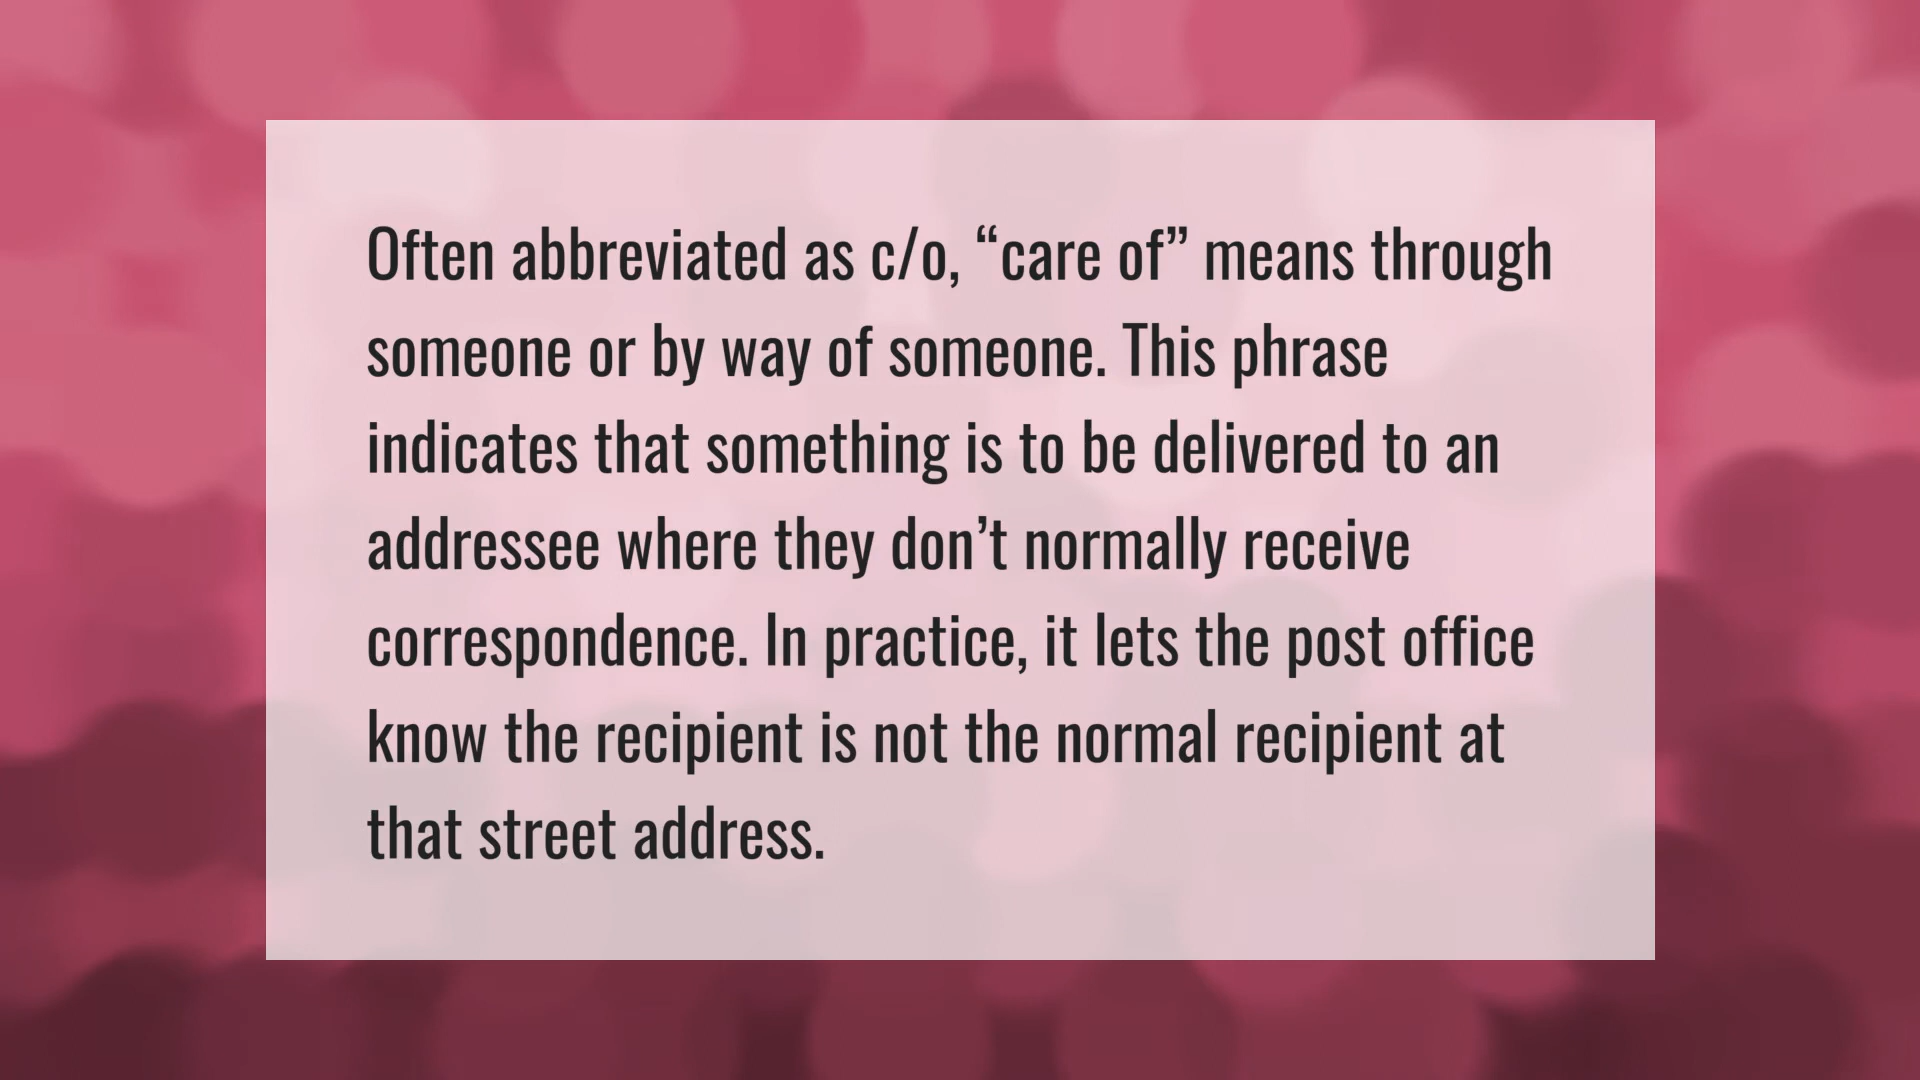 Often abbreviated as c/o, “care of” means through
someone or by way of someone. This phrase
indicates that something is to be delivered to an
addressee where they don’t normally receive
correspondence. In practice, it lets the post office
know the recipient is not the normal recipient at
that street address.